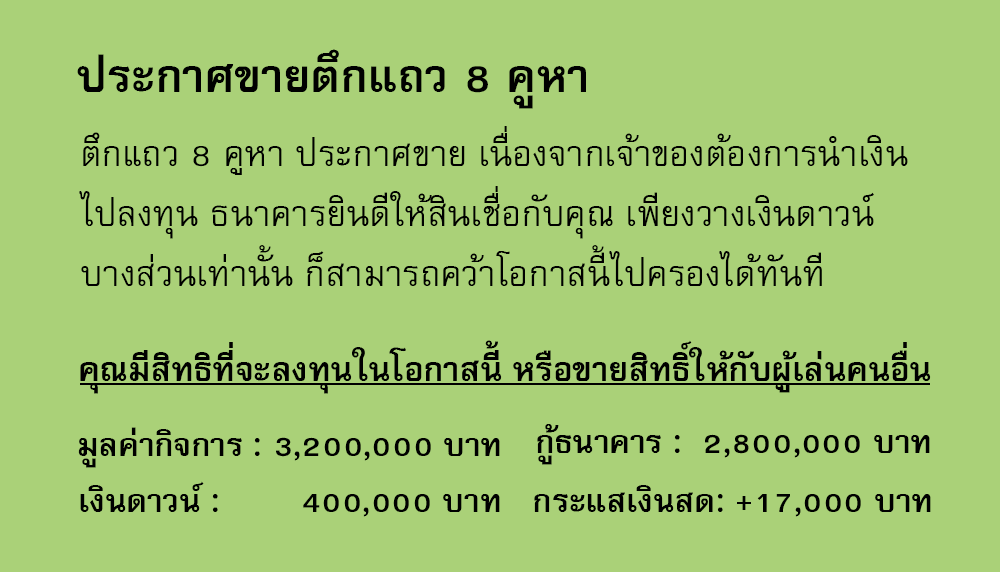 ประกาศขายตึกแถว 8 คูหา
ตึกแถว 8 คูหา ประกาศขาย เนื่องจากเจ้าของต้องการนำเงิน
ไปลงทุน ธนาคารยินดีให้สินเชื่อกับคุณ เพียงวางเงินดาวน์
บางส่วนเท่านั้น ก็สามารถคว้าโอกาสนี้ไปครองได้ทันที
คุณมีสิทธิที่จะลงทุนในโอกาสนี้ หรือขายสิทธิ์ให้กับผู้เล่นคนอื่น
มูลค่ากิจการ : 3,200,000 บาท กู้ธนาคาร : 2,800,000 บาท
เงินดาวน์ : 400,000 บาท กระแสเงินสด: +17,000 บาท